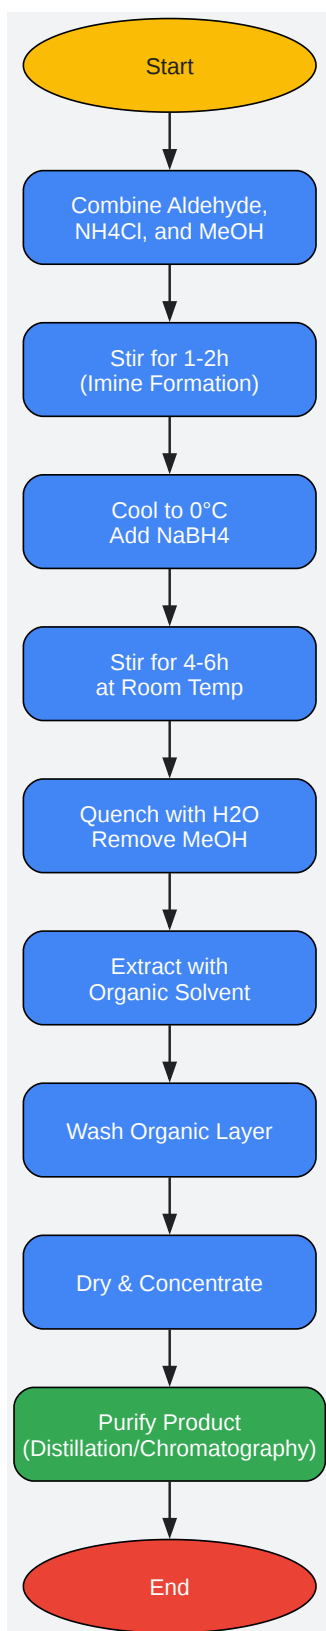 Start
Combine Aldehyde,
NH4Cl, and MeOH
Stir for 1-2h
(Imine Formation)
Cool to 0°C
Add NaBH4
Stir for 4-6h
at Room Temp
Quench with H2O
Remove MeOH
Extract with
Organic Solvent
Wash Organic Layer
Dry & Concentrate
Purify Product
(Distillation/Chromatography)
End